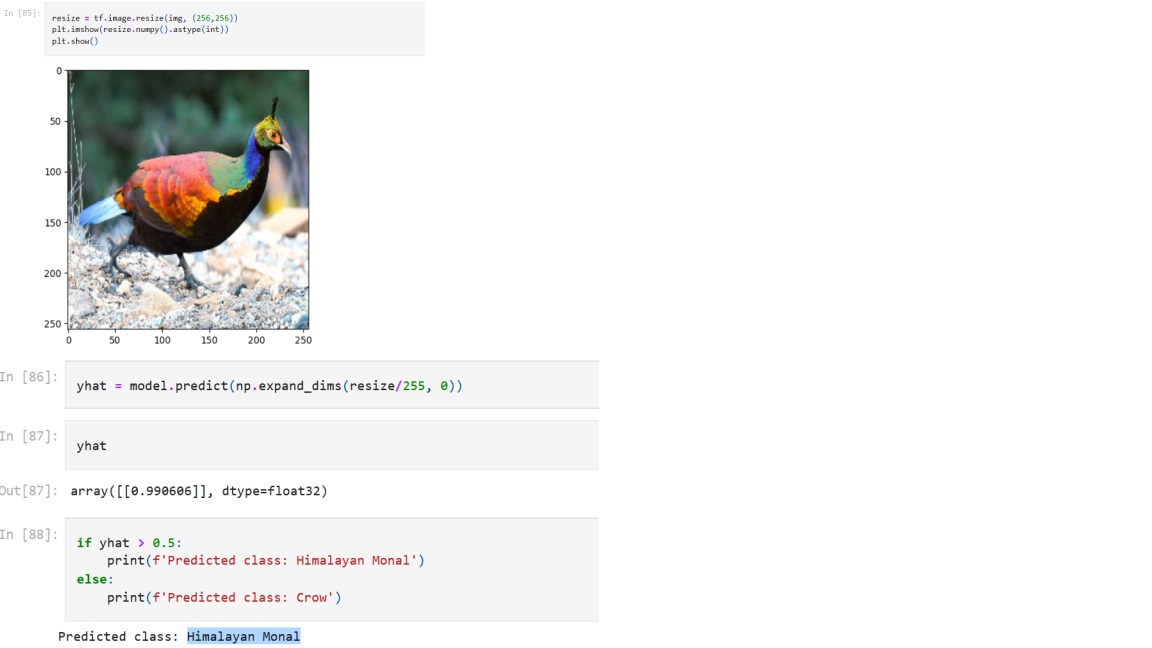 In [85]:
resize = tf.image.resize(img, (256,256))
plt.imshow(resize.numpy().astype(int))
plt.show()
0
50
100
150
200
250
0 50 100 150 200 250
In [86]:
yhat = model.predict(np.expand_dims(resize/255, 0))
In [87]:
yhat
Out[87]: array([[0.990606]], dtype=float32)
In [88]:
if yhat > 0.5:
    print(f'Predicted class: Himalayan Monal')
else:
    print(f'Predicted class: Crow')
Predicted class: Himalayan Monal